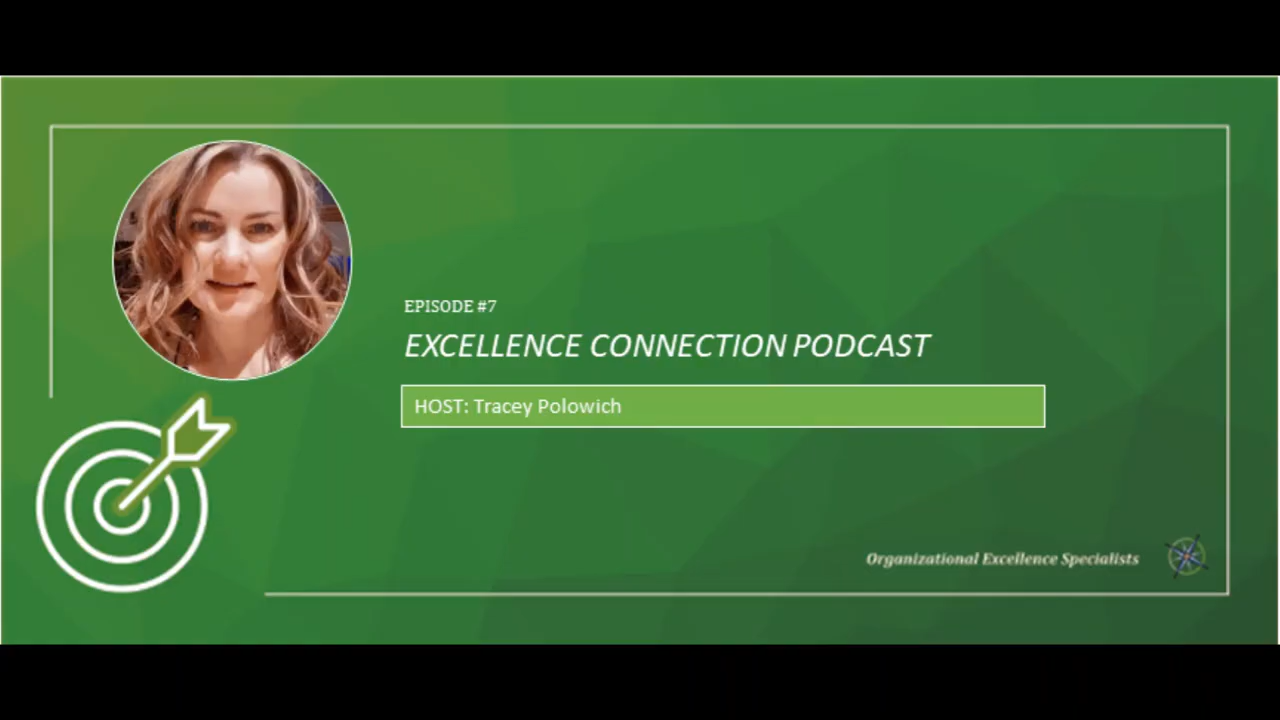 EPISODE #7
EXCELLENCE CONNECTION PODCAST
HOST: Tracey Polowich
Organizational Excellence Specialists